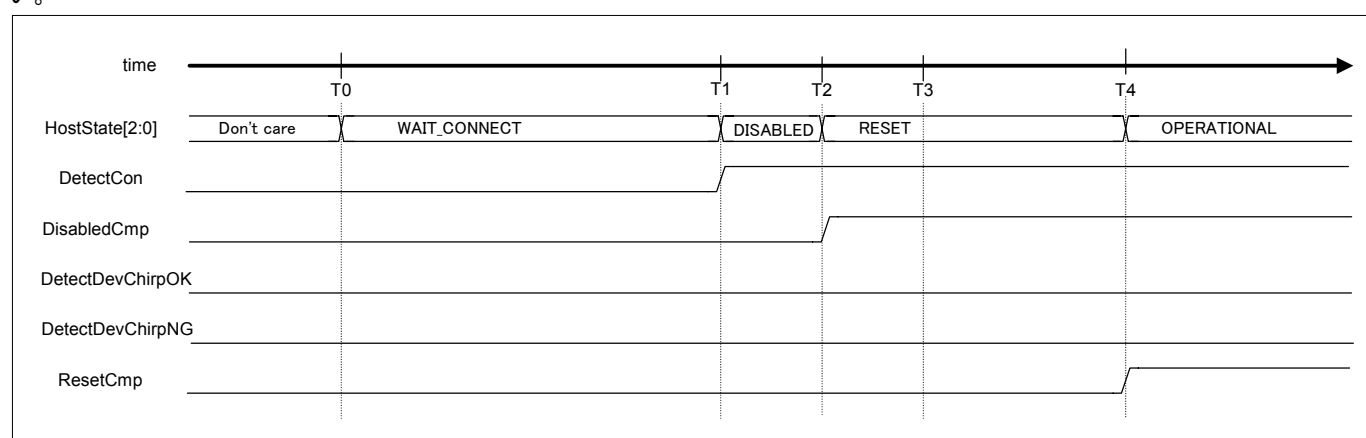 time
T0 T1 T2 T3 T4
HostState[2:0] Don't care WAIT_CONNECT DISABLED RESET OPERATIONAL
DetectCon
DisabledCmp
DetectDevChirpOK
DetectDevChirpNG
ResetCmp